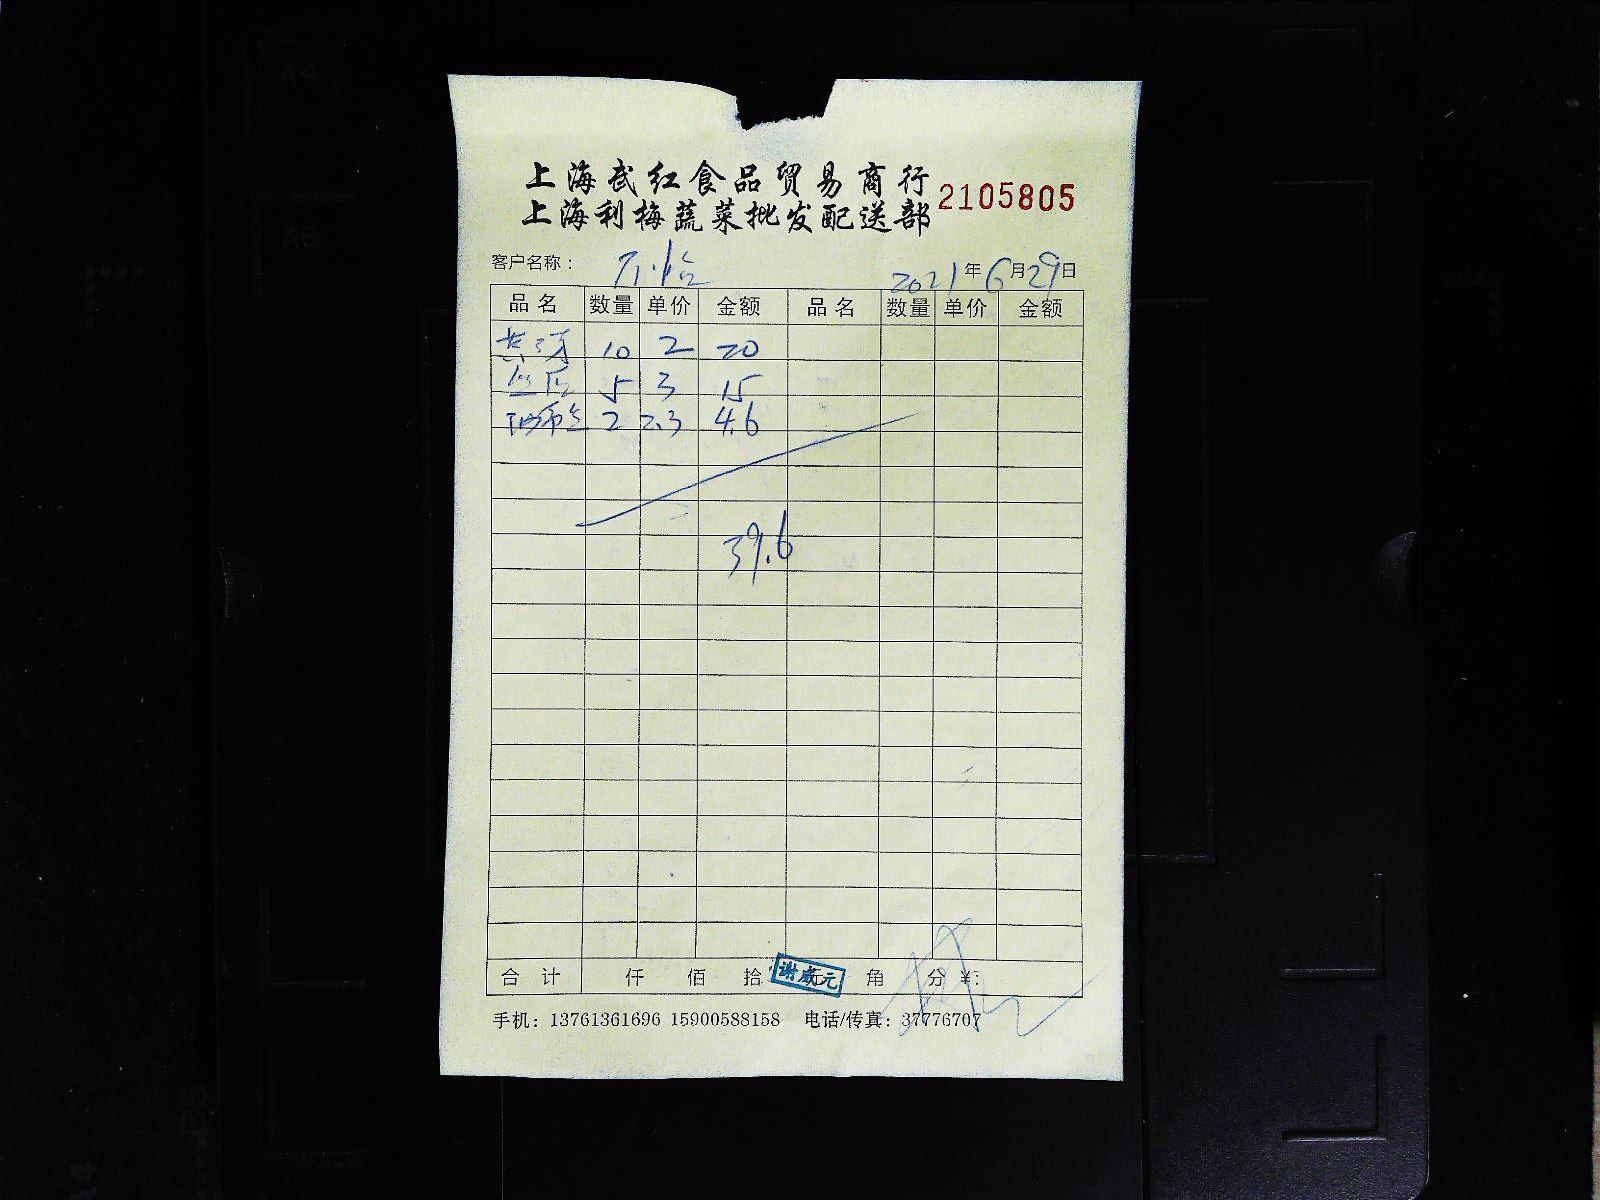 上海武红食品贸易商行
上海利梅蔬菜批发配送部
2105805
客户名称：
2021年6月29日
品名 数量 单价 金额 品名 数量 单价 金额
10 2 20
5 3 15
2 2.3 4.6
39.6
合计 仟 佰 拾 元 角 分 ¥:
谢威元
手机：13761361696 15900588158 电话/传真：37776707